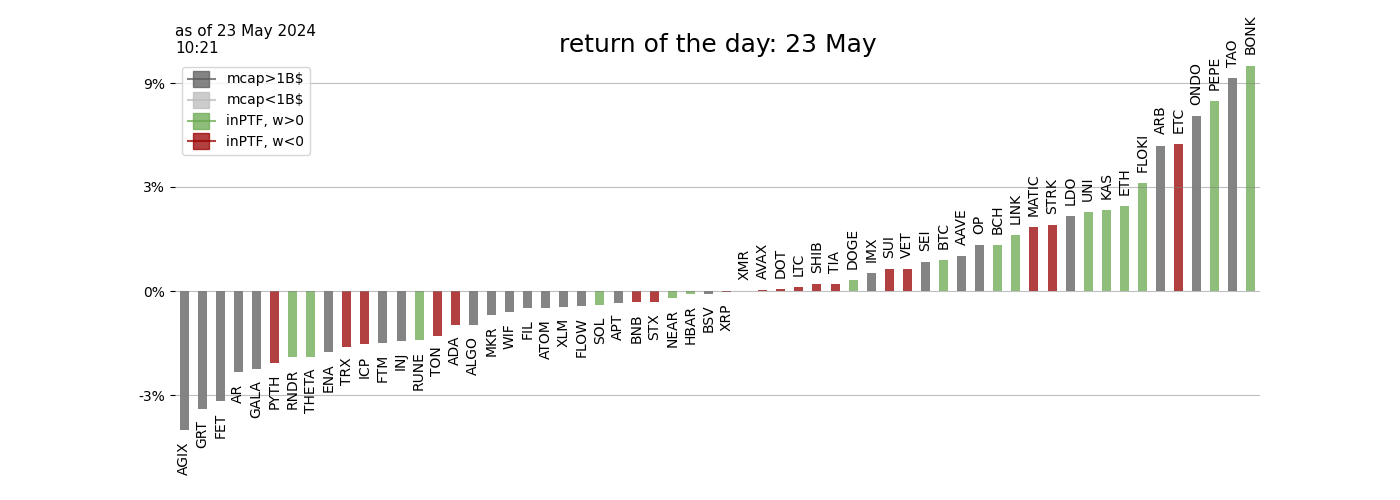 as of 23 May 2024
10:21
return of the day: 23 May
mcap>1B$
mcap<1B$
inPTF, w>0
inPTF, w<0
9%
3%
0%
-3%
AGIX
GRT
FET
AR
GALA
PYTH
RNDR
THETA
ENA
TRX
ICP
FTM
INJ
RUNE
TON
ADA
ALGO
MKR
WIF
FIL
ATOM
XLM
FLOW
SOL
APT
BNB
STX
NEAR
HBAR
BSV
XRP
XMR
AVAX
DOT
LTC
SHIB
TIA
DOGE
IMX
SUI
VET
SEI
BTC
AAVE
OP
BCH
LINK
MATIC
STRK
LDO
UNI
KAS
ETH
FLOKI
ARB
ETC
ONDO
PEPE
TAO
BONK